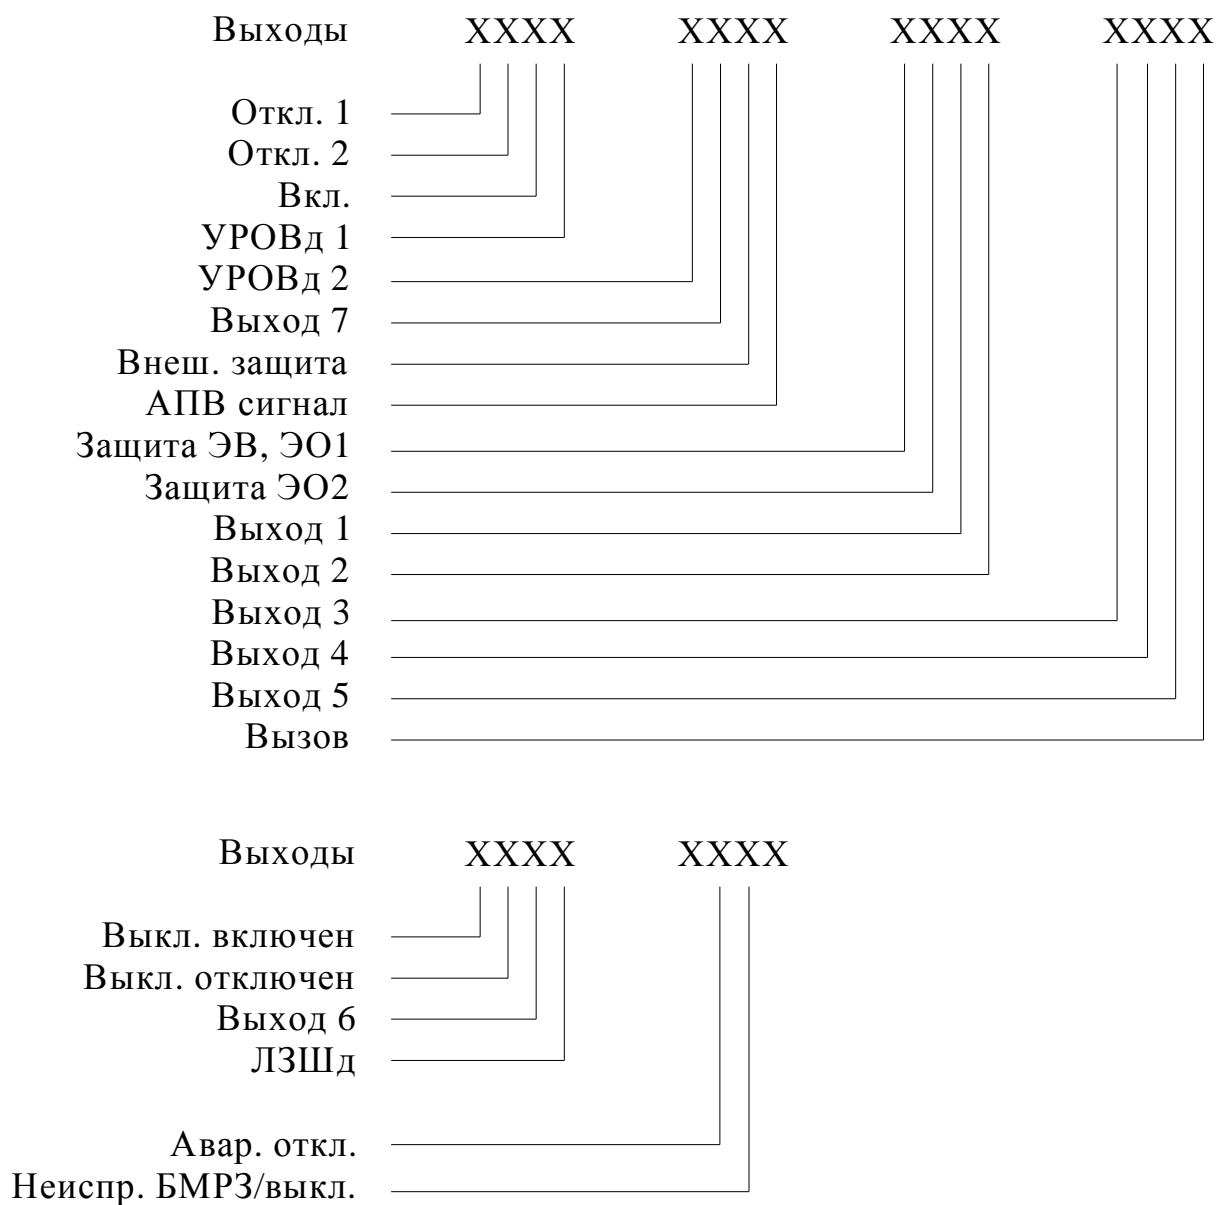 Выходы XXXX XXXX XXXX XXXX
Откл. 1
Откл. 2
Вкл.
УРОВд 1
УРОВд 2
Выход 7
Внеш. защита
АПВ сигнал
Защита ЭВ, ЭО1
Защита ЭО2
Выход 1
Выход 2
Выход 3
Выход 4
Выход 5
Вызов
Выходы XXXX XXXX
Выкл. включен
Выкл. отключен
Выход 6
ЛЗШд
Авар. откл.
Неиспр. БМРЗ/выкл.